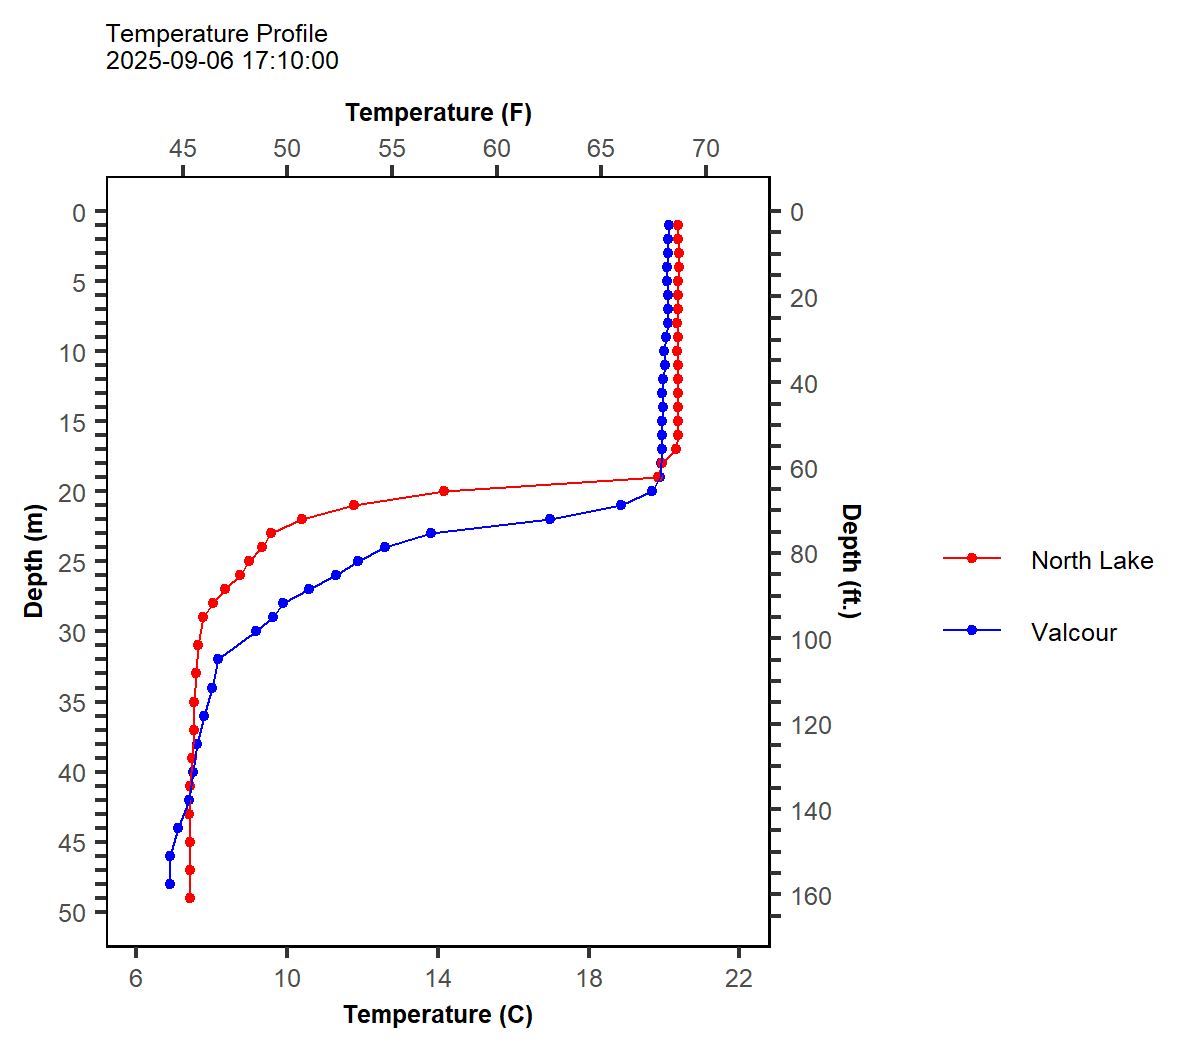 Temperature Profile
2025-09-06 17:10:00
Temperature (F)
45 50 55 60 65 70
0
5
10
15
20
25
30
35
40
45
50
Depth (m)
0
20
40
60
80
100
120
140
160
Depth (ft.)
6 10 14 18 22
Temperature (C)
North Lake
Valcour